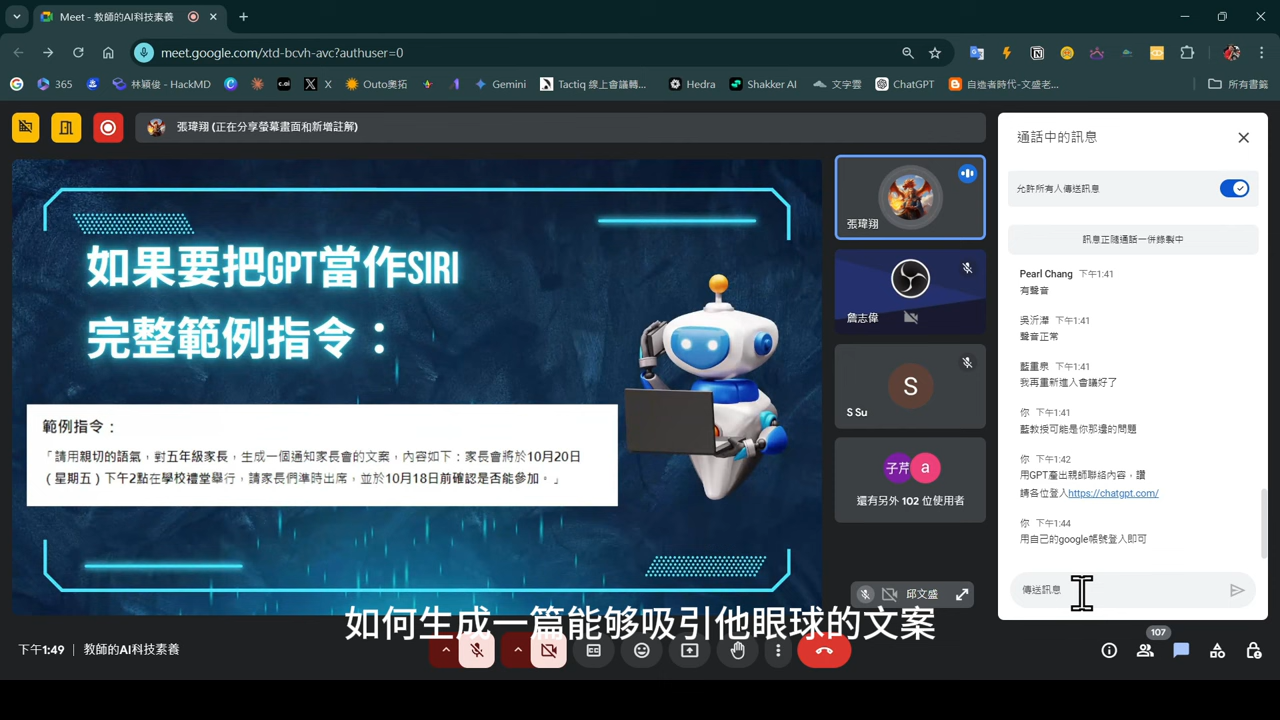 Meet - 教師的AI科技素養
meet.google.com/xtd-bcvh-avc?authuser=0
365
林穎俊 - HackMD
c.ai
X
Outo奧拓
Gemini
Tactiq 線上會議轉...
Hedra
Shakker AI
文字雲
ChatGPT
自造者時代-文盛老...
所有書籤
張瑋翔 (正在分享螢幕畫面和新增註解)
如果要把GPT當作SIRI
完整範例指令：
範例指令：
「請用親切的語氣，對五年級家長，生成一個通知家長會的文案，內容如下：家長會將於10月20日
（星期五）下午2點在學校禮堂舉行，請家長們準時出席，並於10月18日前確認是否能參加。」
張瑋翔
詹志偉
S
S Su
子芹
a
還有另外 102 位使用者
邱文盛
通話中的訊息
允許所有人傳送訊息
訊息正隨通話一併錄製中
Pearl Chang 下午1:41
有聲音
下午1:41
聲音正常
下午1:41
我再重新進入會議好了
你 下午1:41
藍教授可能是你那邊的問題
你 下午1:42
用GPT產出親師聯絡內容，讚
請各位登入https://chatgpt.com/
你 下午1:44
用自己的google帳號登入即可
傳送訊息
如何生成一篇能够吸引他眼球的文案
下午1:49 | 教師的AI科技素養
107